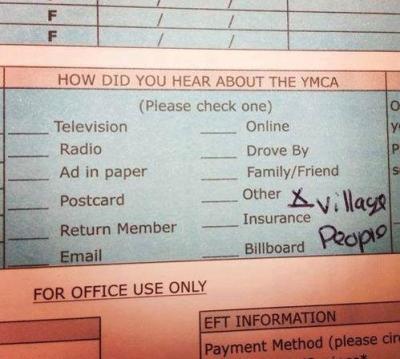 F / /
F / /
HOW DID YOU HEAR ABOUT THE YMCA
(Please check one)
___ Television ___ Online
___ Radio ___ Drove By
___ Ad in paper ___ Family/Friend
___ Postcard ___ Other X Village
___ Return Member ___ Insurance People
___ Email ___ Billboard
FOR OFFICE USE ONLY
EFT INFORMATION
Payment Method (please cir